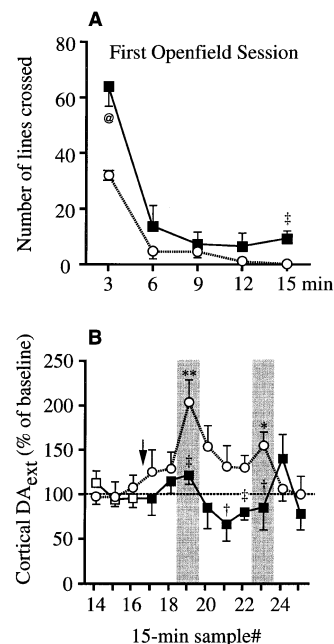 A
First Openfield Session
Number of lines crossed
80
60
40
20
0
@
‡
3 6 9 12 15 min
B
Cortical DAext (% of baseline)
250
200
150
100
50
0
**
*
‡
†
‡
†
14 16 18 20 22 24
15-min sample#